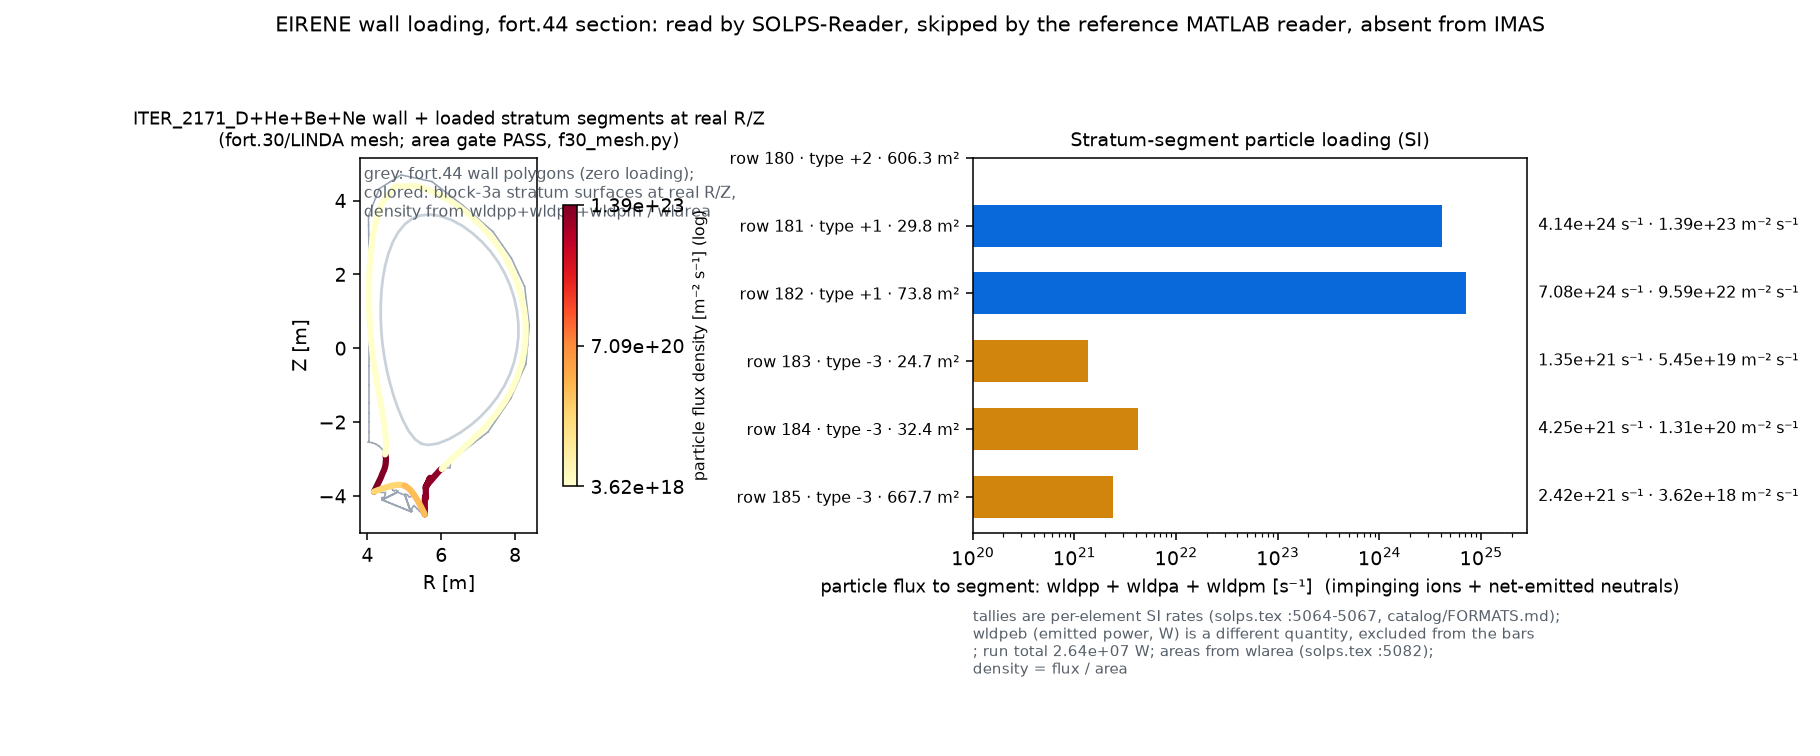 EIRENE wall loading, fort.44 section: read by SOLPS-Reader, skipped by the reference MATLAB reader, absent from IMAS
ITER_2171_D+He+Be+Ne wall + loaded stratum segments at real R/Z
(fort.30/LINDA mesh; area gate PASS, f30_mesh.py)
grey: fort.44 wall polygons (zero loading);
colored: block-3a stratum surfaces at real R/Z,
density from wldpp+wldpa+wldpm / wlarea
4
2
0
−2
−4
Z [m]
4 6 8
R [m]
1.39e+23
7.09e+20
3.62e+18
particle flux density [m⁻² s⁻¹] (log)
Stratum-segment particle loading (SI)
row 180 · type +2 · 606.3 m²
row 181 · type +1 · 29.8 m²
4.14e+24 s⁻¹ · 1.39e+23 m⁻² s⁻¹
row 182 · type +1 · 73.8 m²
7.08e+24 s⁻¹ · 9.59e+22 m⁻² s⁻¹
row 183 · type -3 · 24.7 m²
1.35e+21 s⁻¹ · 5.45e+19 m⁻² s⁻¹
row 184 · type -3 · 32.4 m²
4.25e+21 s⁻¹ · 1.31e+20 m⁻² s⁻¹
row 185 · type -3 · 667.7 m²
2.42e+21 s⁻¹ · 3.62e+18 m⁻² s⁻¹
10²⁰ 10²¹ 10²² 10²³ 10²⁴ 10²⁵
particle flux to segment: wldpp + wldpa + wldpm [s⁻¹]  (impinging ions + net-emitted neutrals)
tallies are per-element SI rates (solps.tex :5064-5067, catalog/FORMATS.md);
wldpeb (emitted power, W) is a different quantity, excluded from the bars
; run total 2.64e+07 W; areas from wlarea (solps.tex :5082);
density = flux / area